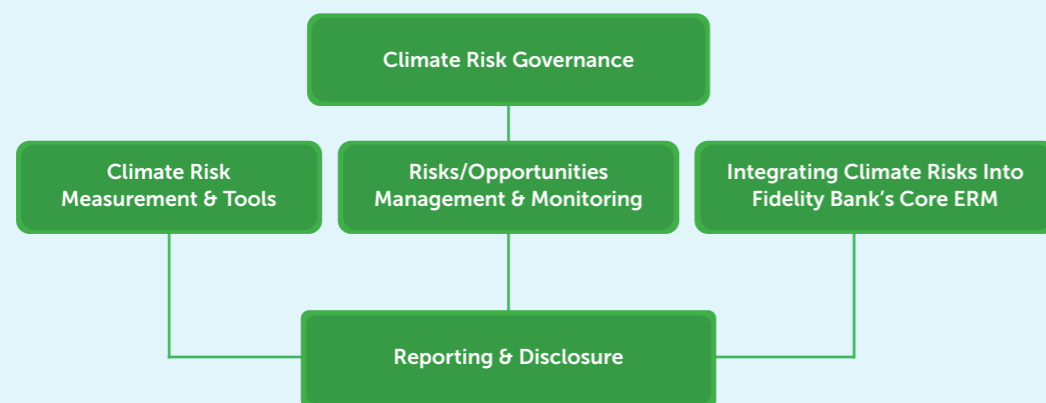 Climate Risk Governance
Climate Risk
Measurement & Tools
Risks/Opportunities
Management & Monitoring
Integrating Climate Risks Into
Fidelity Bank's Core ERM
Reporting & Disclosure